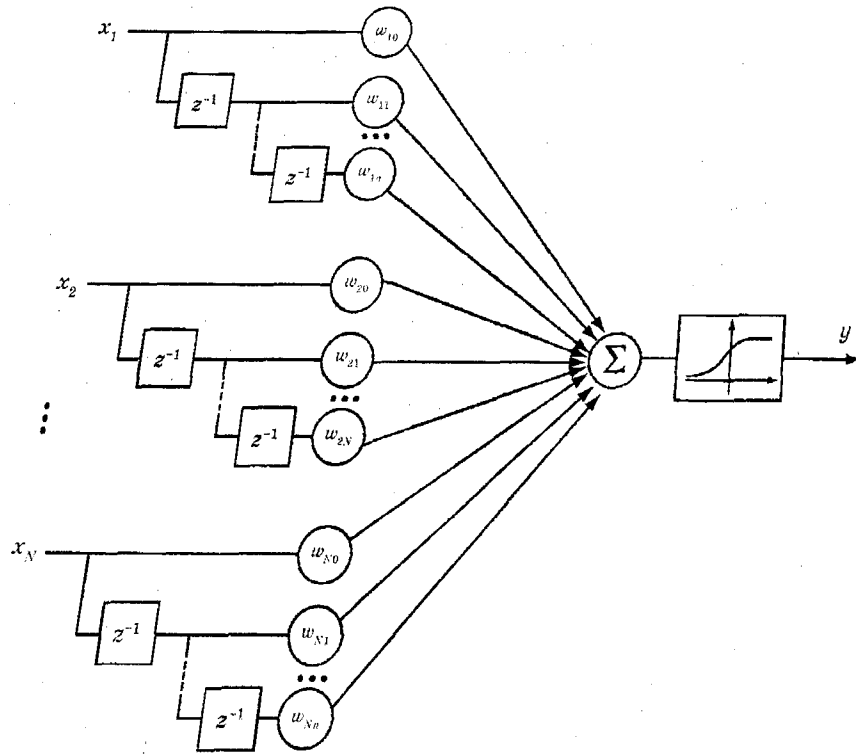 x₁ w₁₀
z⁻¹ w₁₁
•••
z⁻¹ w₁ₙ
x₂ w₂₀
z⁻¹ w₂₁
•••
z⁻¹ w₂N
Σ y
xN wN0
z⁻¹ wN1
•••
z⁻¹ wNn